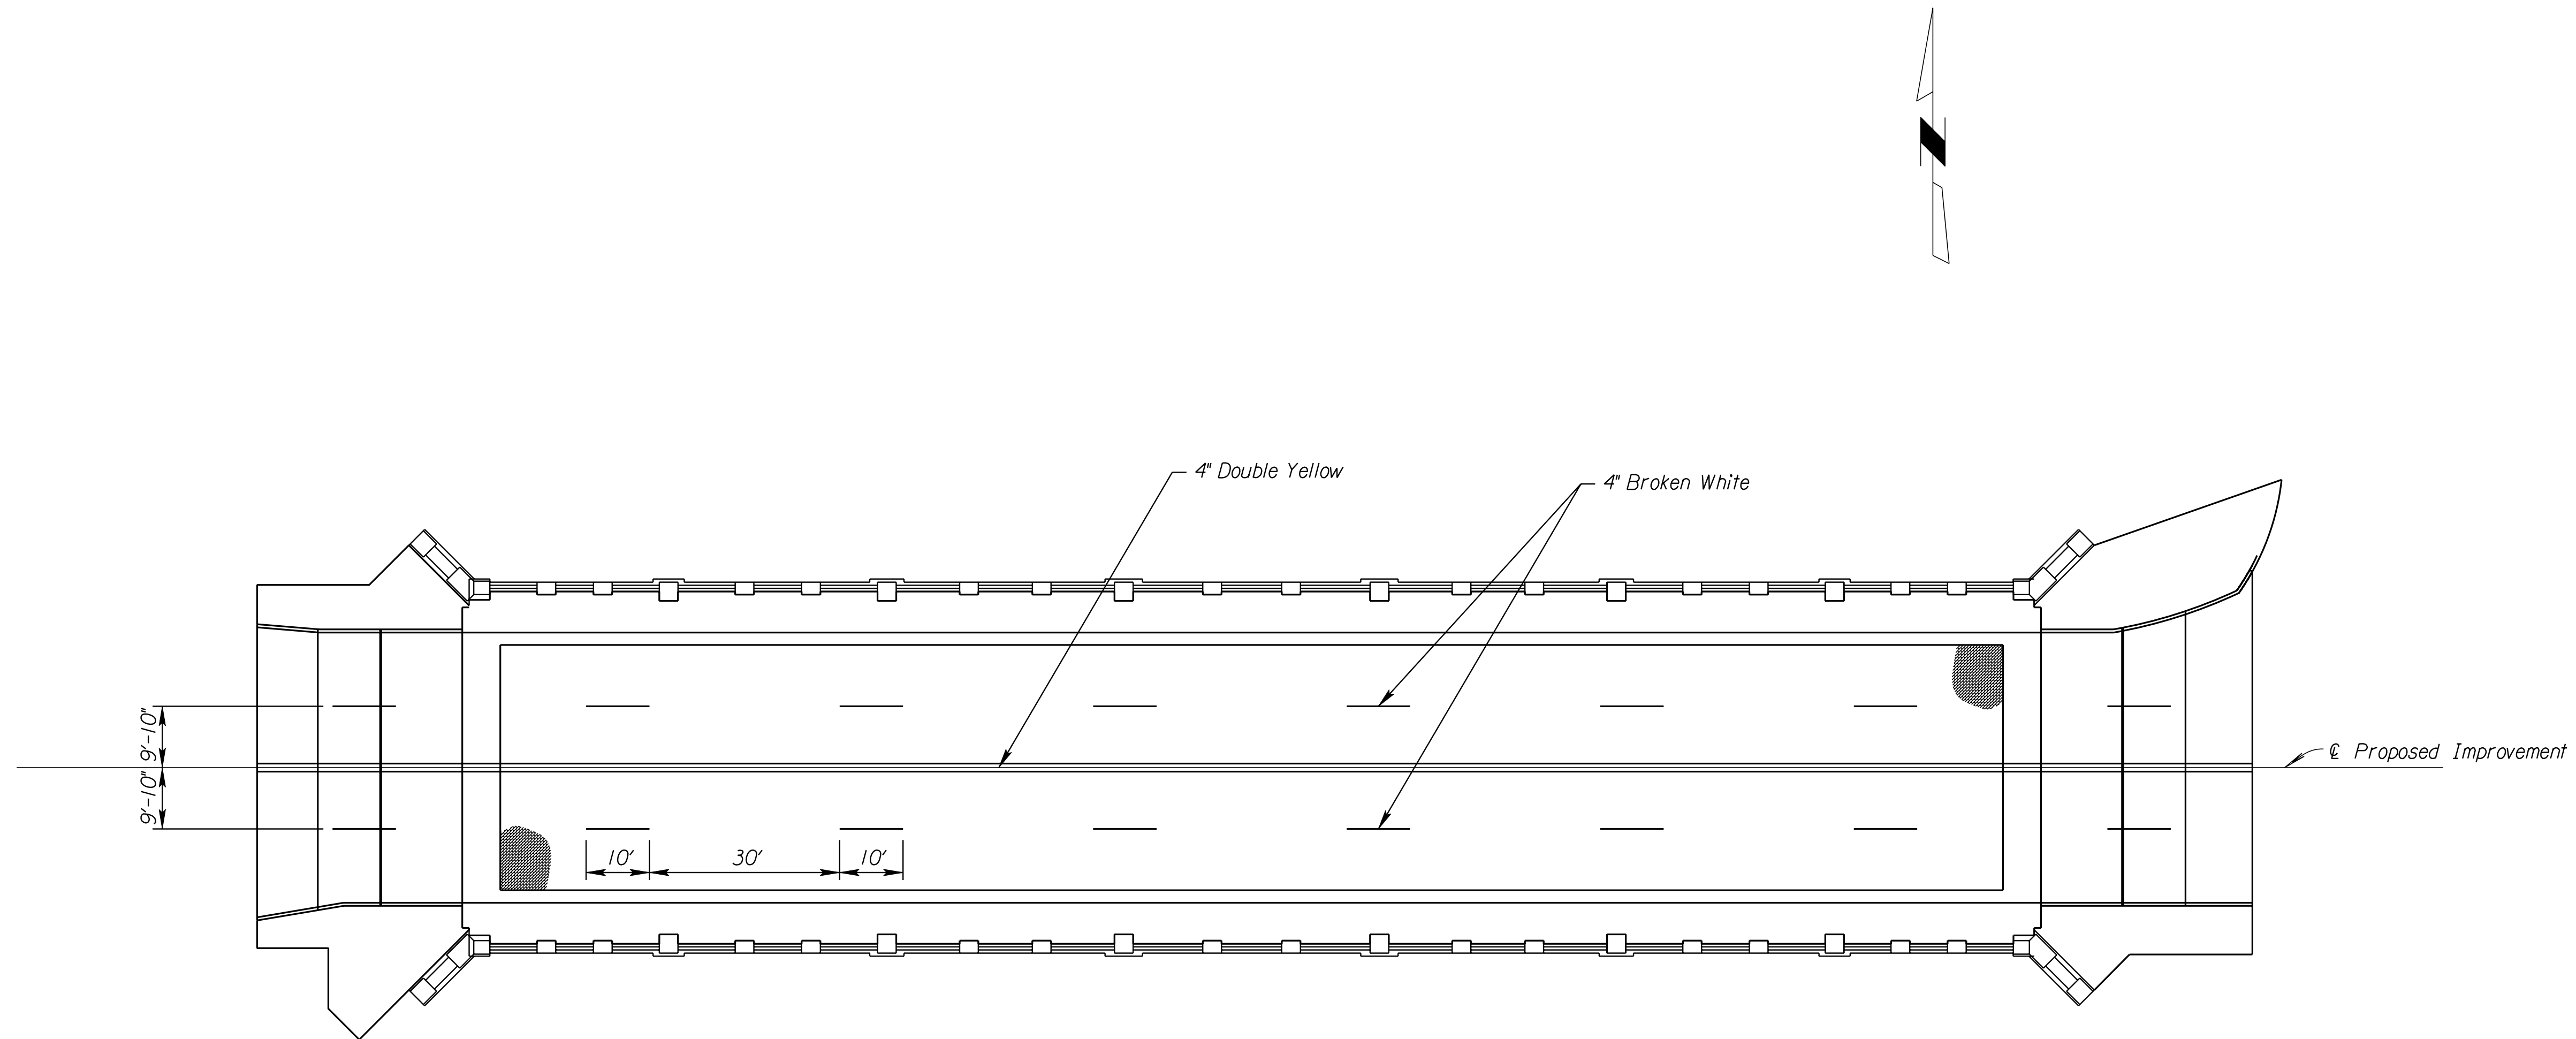 N
4" Double Yellow
4" Broken White
9'-10"
℄ Proposed Improvement
9'-10"
10' 30' 10'